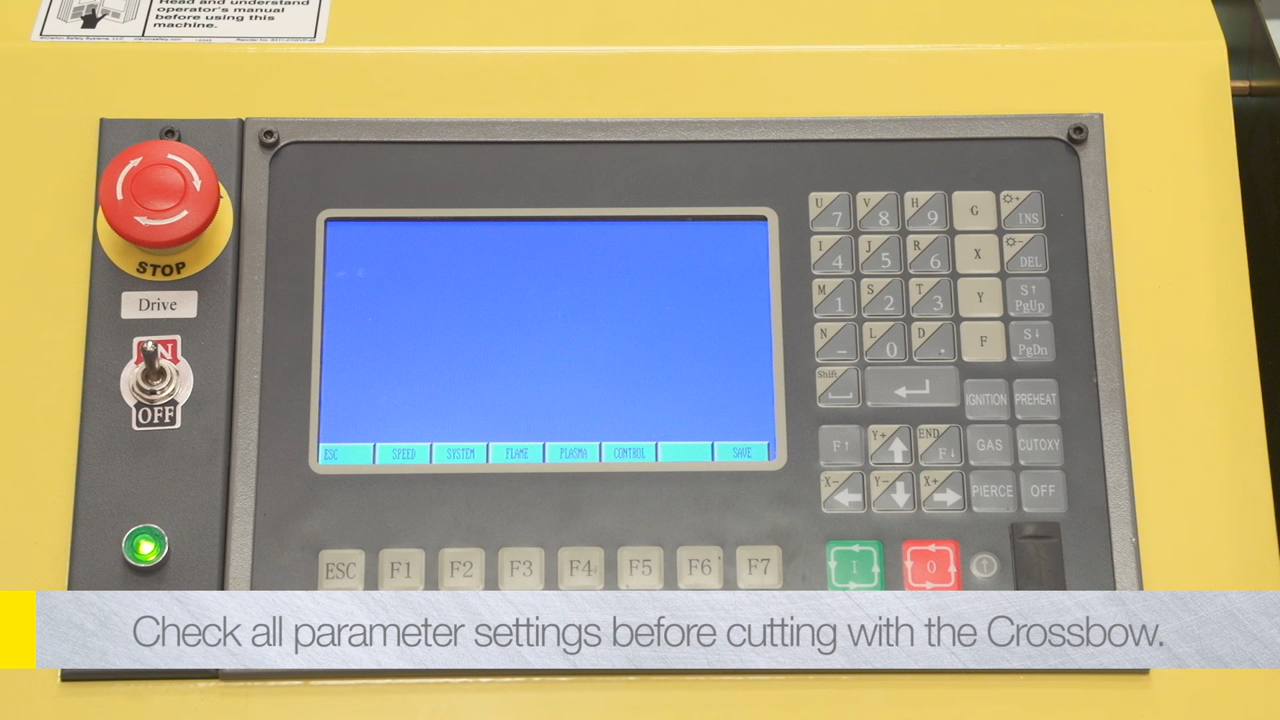 Read and understand
operator's manual
before using this
machine.
STOP
Drive
ON
OFF
ESC SPEED SYSTEM FLAME PLASMA CONTROL SAVE
U 7 V 8 H 9 G INS
I 4 J 5 R 6 X DEL
M 1 S 2 T 3 Y S↑ PgUp
N - L 0 D . F S↓ PgDn
Shift IGNITION PREHEAT
F↑ Y+ END F↓ GAS CUTOXY
X- Y- X+ PIERCE OFF
ESC F1 F2 F3 F4 F5 F6 F7 I 0
Check all parameter settings before cutting with the Crossbow.